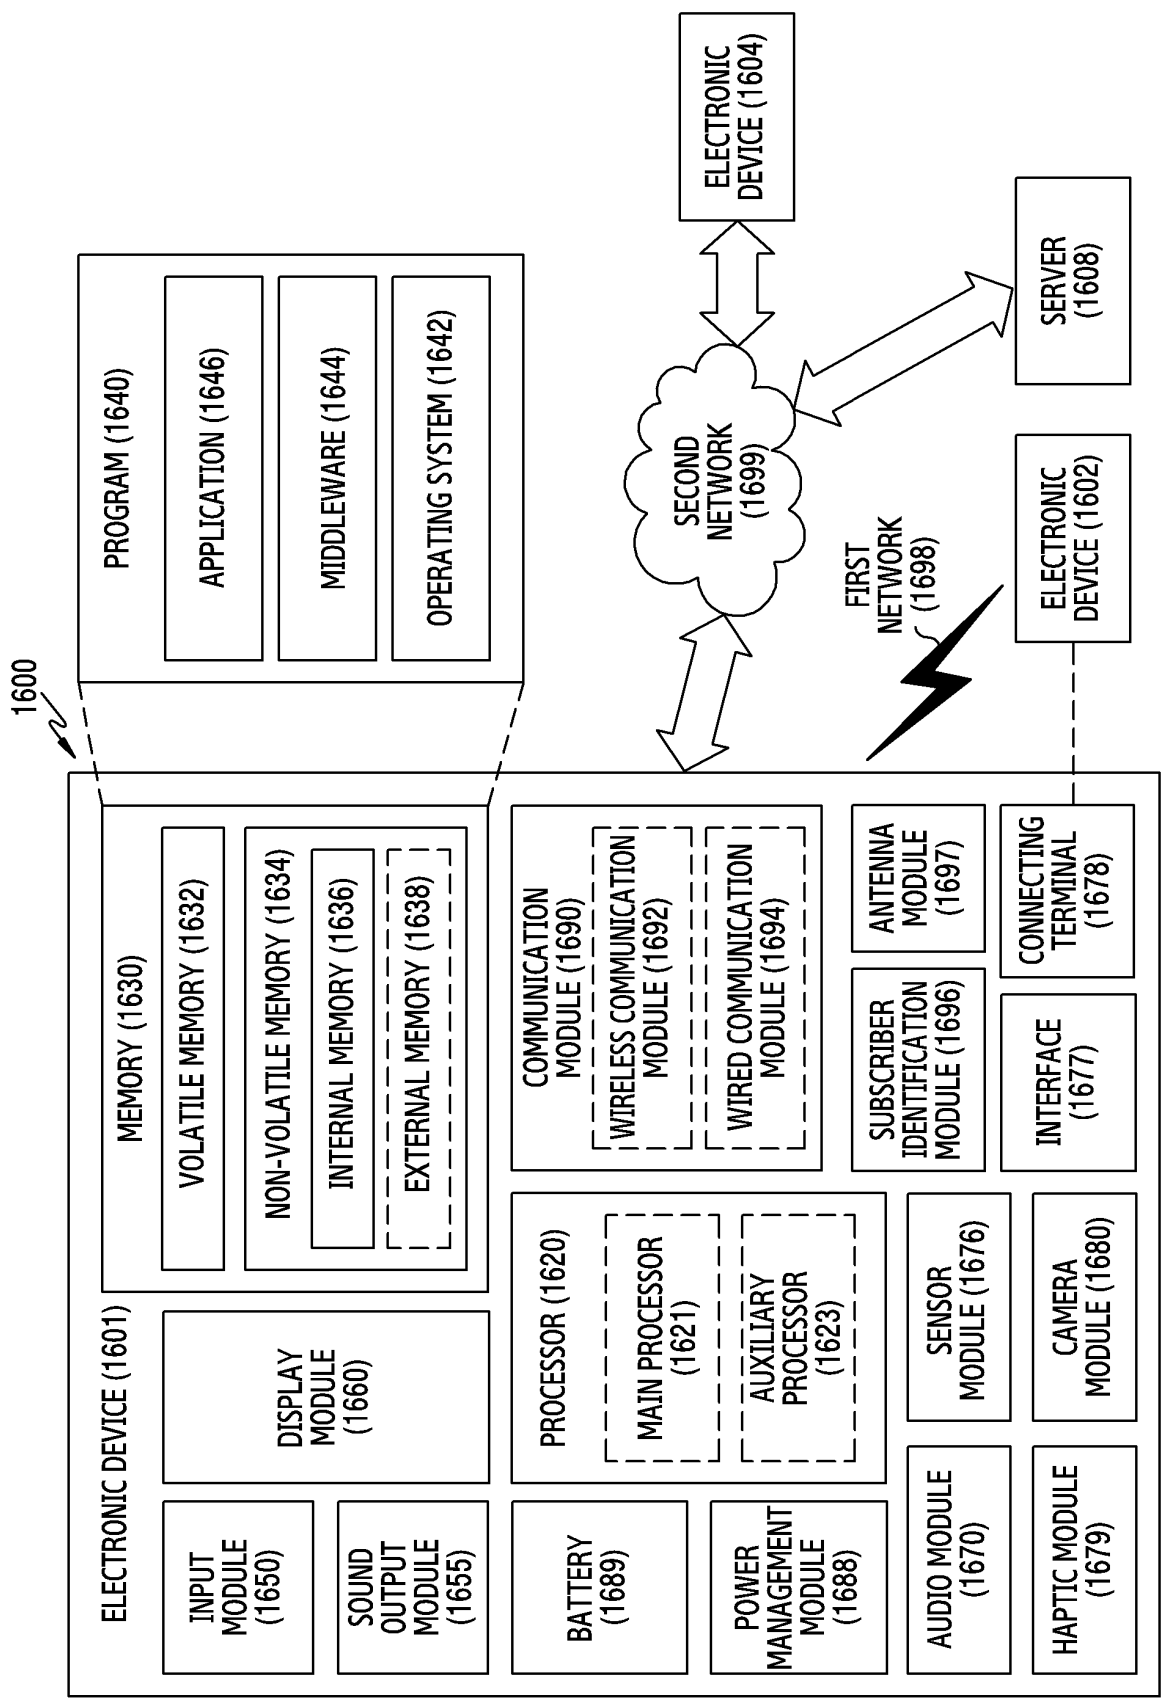 1600
ELECTRONIC DEVICE (1601)
INPUT
MODULE
(1650)
SOUND
OUTPUT
MODULE
(1655)
DISPLAY
MODULE
(1660)
MEMORY (1630)
VOLATILE MEMORY (1632)
NON-VOLATILE MEMORY (1634)
INTERNAL MEMORY (1636)
EXTERNAL MEMORY (1638)
PROGRAM (1640)
APPLICATION (1646)
MIDDLEWARE (1644)
OPERATING SYSTEM (1642)
BATTERY
(1689)
POWER
MANAGEMENT
MODULE
(1688)
PROCESSOR (1620)
MAIN PROCESSOR
(1621)
AUXILIARY
PROCESSOR
(1623)
COMMUNICATION
MODULE (1690)
WIRELESS COMMUNICATION
MODULE (1692)
WIRED COMMUNICATION
MODULE (1694)
SECOND
NETWORK
(1699)
ELECTRONIC
DEVICE (1604)
AUDIO MODULE
(1670)
SENSOR
MODULE (1676)
SUBSCRIBER
IDENTIFICATION
MODULE (1696)
ANTENNA
MODULE
(1697)
FIRST
NETWORK
(1698)
HAPTIC MODULE
(1679)
CAMERA
MODULE (1680)
INTERFACE
(1677)
CONNECTING
TERMINAL
(1678)
ELECTRONIC
DEVICE (1602)
SERVER
(1608)